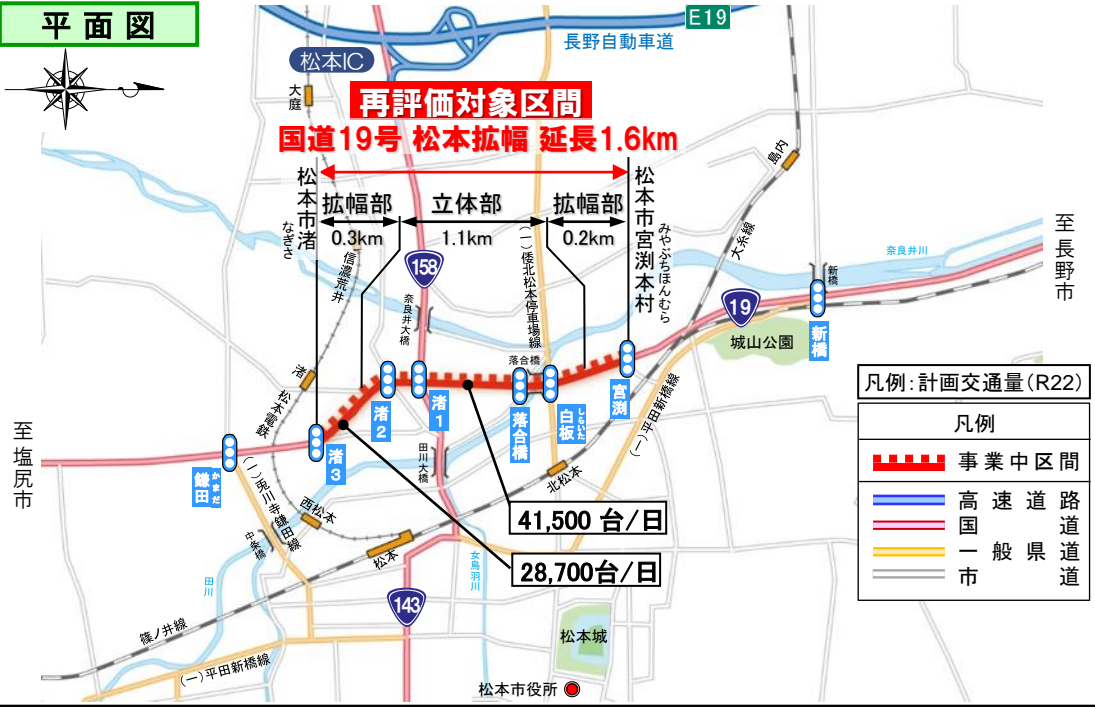 平面図
E19
長野自動車道
松本IC
大庭
再評価対象区間
国道19号 松本拡幅 延長1.6km
島内
松本市渚
なぎさ
拡幅部
0.3km
立体部
1.1km
拡幅部
0.2km
松本市宮渕本村
みやぶちほんむら
至長野市
信濃荒井
158
奈良井大橋
(一)倭北松本停車場線
大糸線
奈良井川
新橋
19
城山公園
新橋
落合橋
渚
松本電鉄
渚2
渚1
落合橋
白板
しらいた
宮渕
(一)平田新橋線
至塩尻市
鎌田
かまだ
渚3
田川大橋
北松本
(一)兎川寺鎌田線
西松本
中条橋
松本
41,500 台/日
28,700台/日
田川
女鳥羽川
143
篠ノ井線
(一)平田新橋線
松本城
松本市役所
凡例:計画交通量(R22)
凡例
事業中区間
高速道路
国道
一般県道
市道